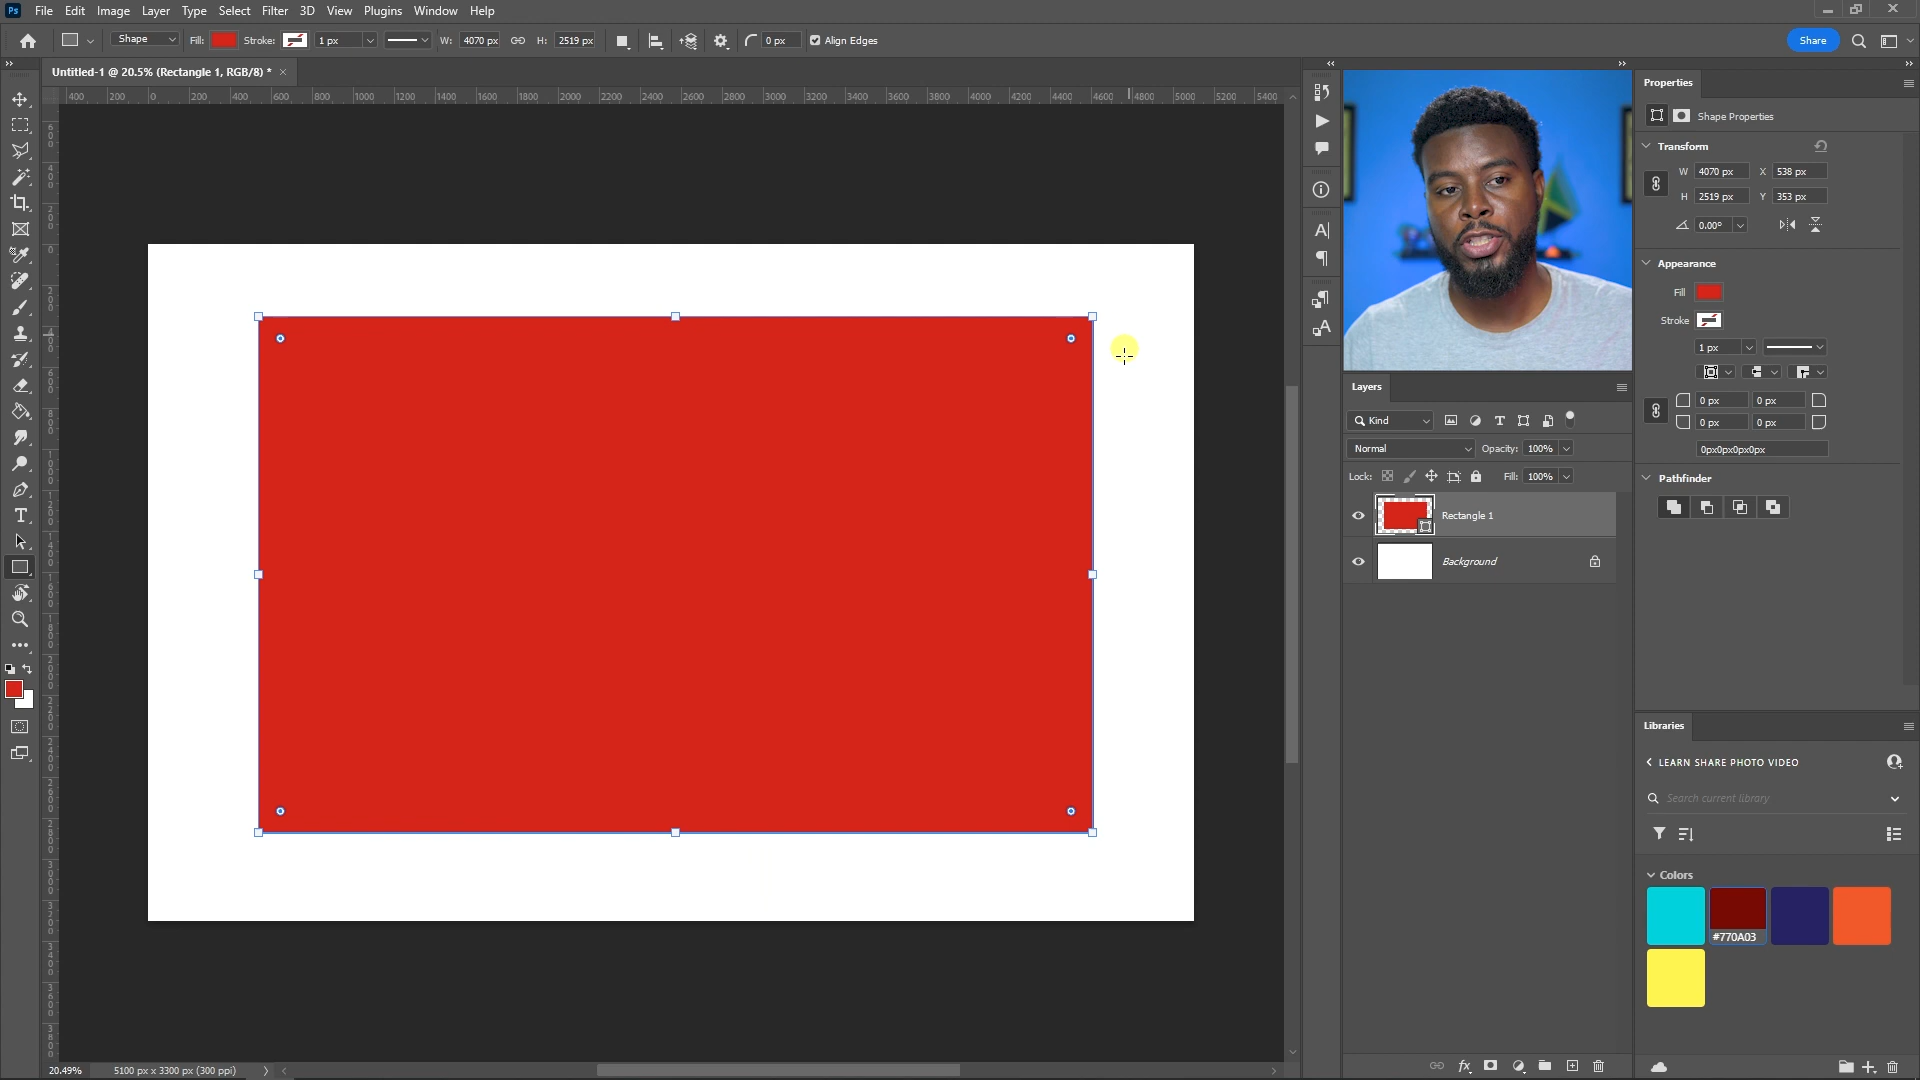 Ps File Edit Image Layer Type Select Filter 3D View Plugins Window Help
Shape Fill: Stroke: 1 px W: 4070 px H: 2519 px 0 px Align Edges Share
Untitled-1 @ 20.5% (Rectangle 1, RGB/8) *
400 200 0 200 400 600 800 1000 1200 1400 1600 1800 2000 2200 2400 2600 2800 3000 3200 3400 3600 3800 4000 4200 4400 4600 4800 5000 5200 5400
Properties
Shape Properties
Transform
W 4070 px X 538 px
H 2519 px Y 353 px
0.00°
Appearance
Fill
Stroke
1 px
0 px 0 px
0 px 0 px
0px0px0px0px
Pathfinder
Layers
Kind
Normal Opacity: 100%
Lock: Fill: 100%
Rectangle 1
Background
Libraries
LEARN SHARE PHOTO VIDEO
Search current library
Colors
#770A03
20.49% 5100 px x 3300 px (300 ppi)